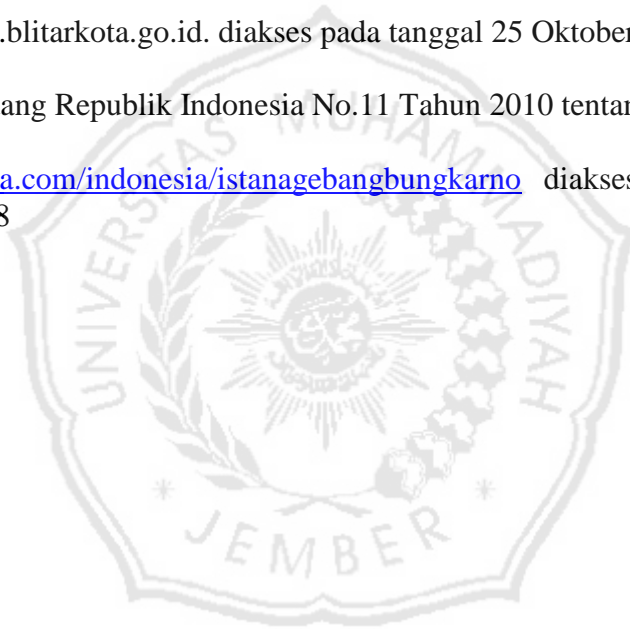 .blitarkota.go.id. diakses pada tanggal 25 Oktober
ang Republik Indonesia No.11 Tahun 2010 tentan
a.com/indonesia/istanagebangbungkarno diakses
8
UNIVERSITAS MUHAMMADIYAH
JEMBER